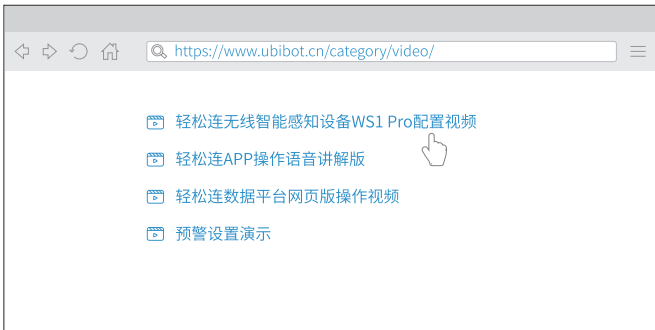 https://www.ubibot.cn/category/video/
轻松连无线智能感知设备WS1 Pro配置视频
轻松连APP操作语音讲解版
轻松连数据平台网页版操作视频
预警设置演示